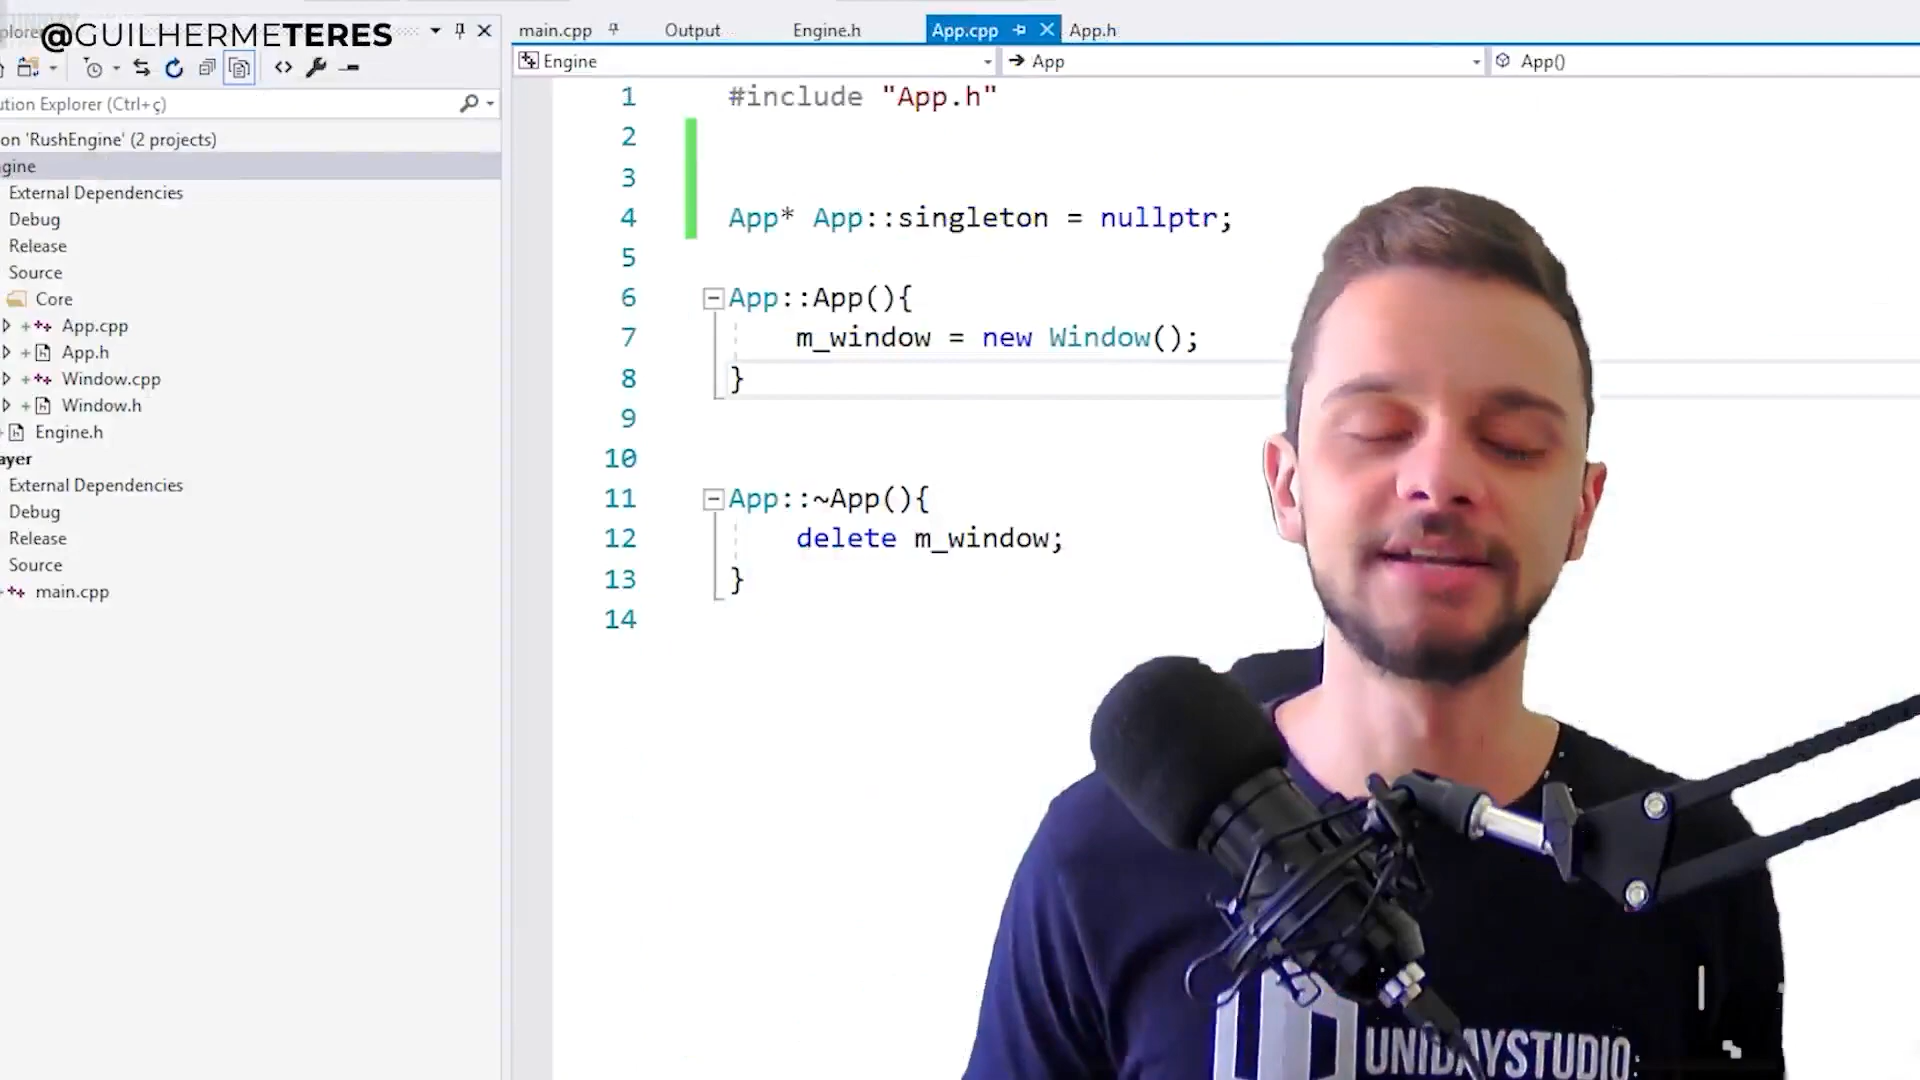 @GUILHERMETERES
main.cpp
Output
Engine.h
App.cpp
App.h
Engine
App
App()
ution Explorer (Ctrl+ç)
on 'RushEngine' (2 projects)
gine
External Dependencies
Debug
Release
Source
Core
App.cpp
App.h
Window.cpp
Window.h
Engine.h
ayer
External Dependencies
Debug
Release
Source
main.cpp
1 #include "App.h"
2
3
4 App* App::singleton = nullptr;
5
6 App::App(){
7 m_window = new Window();
8 }
9
10
11 App::~App(){
12 delete m_window;
13 }
14
UNIDAYSTUDIO